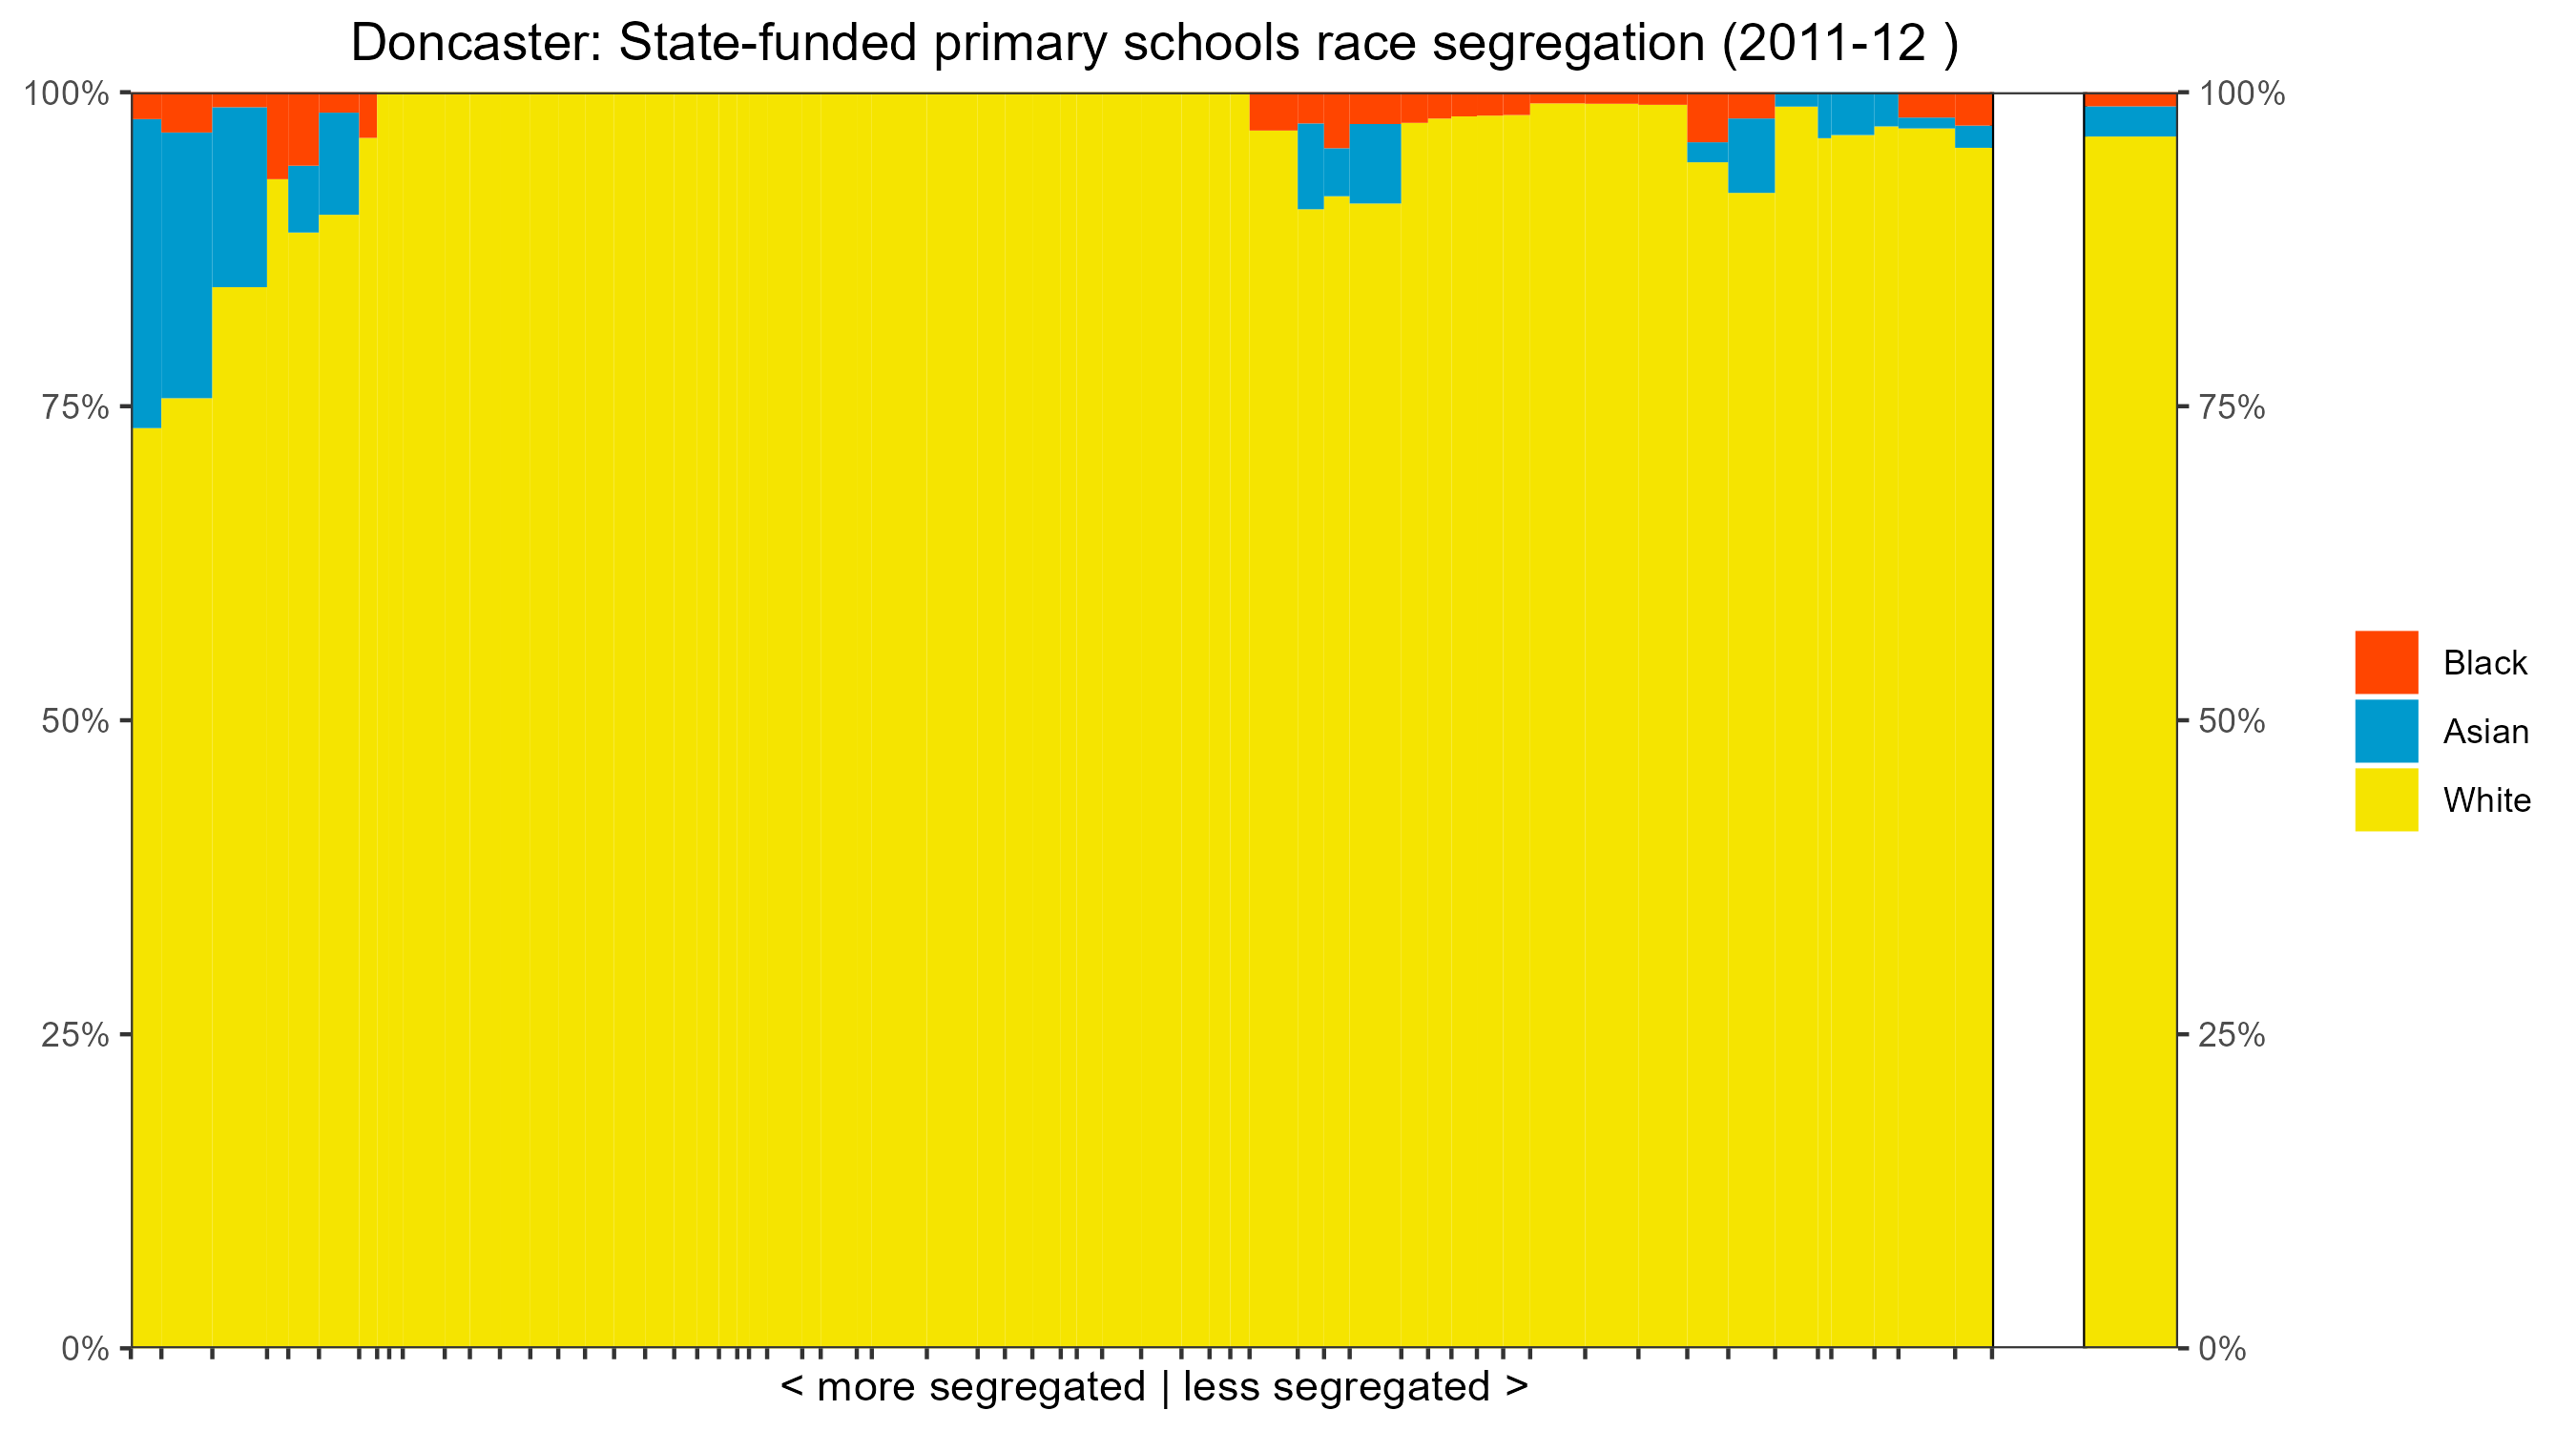 Doncaster: State-funded primary schools race segregation (2011-12 )
100%
75%
50%
25%
0%
100%
75%
50%
25%
0%
Black
Asian
White
< more segregated | less segregated >